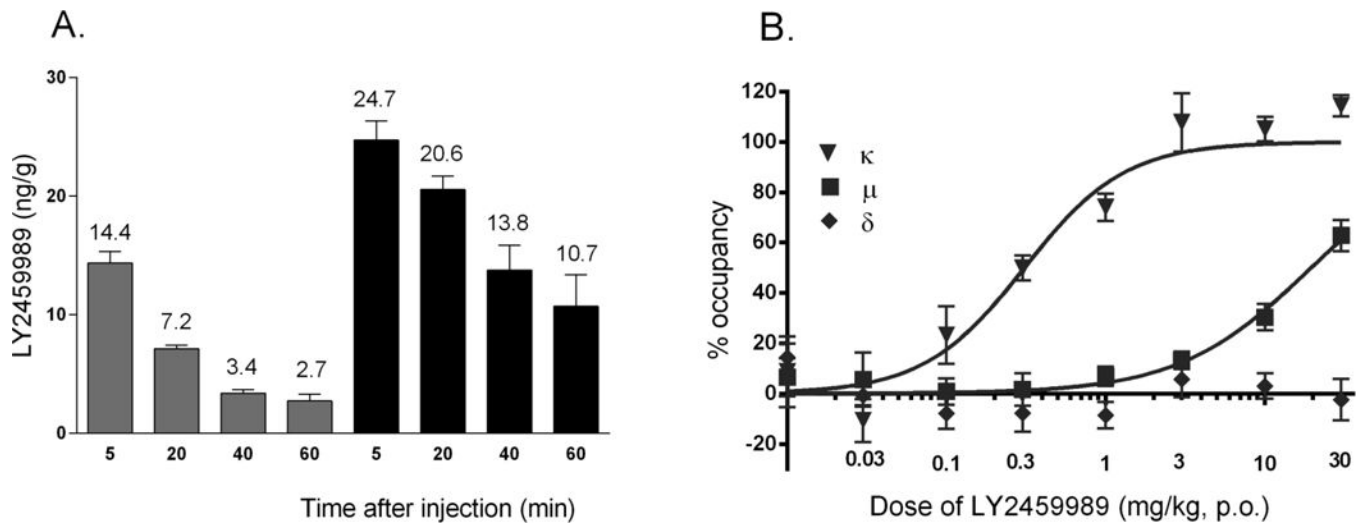 A.
LY2459989 (ng/g)
30
20
10
0
14.4
7.2
3.4
2.7
24.7
20.6
13.8
10.7
5 20 40 60 5 20 40 60
Time after injection (min)
B.
% occupancy
120
100
80
60
40
20
0
-20
κ
μ
δ
0.03 0.1 0.3 1 3 10 30
Dose of LY2459989 (mg/kg, p.o.)